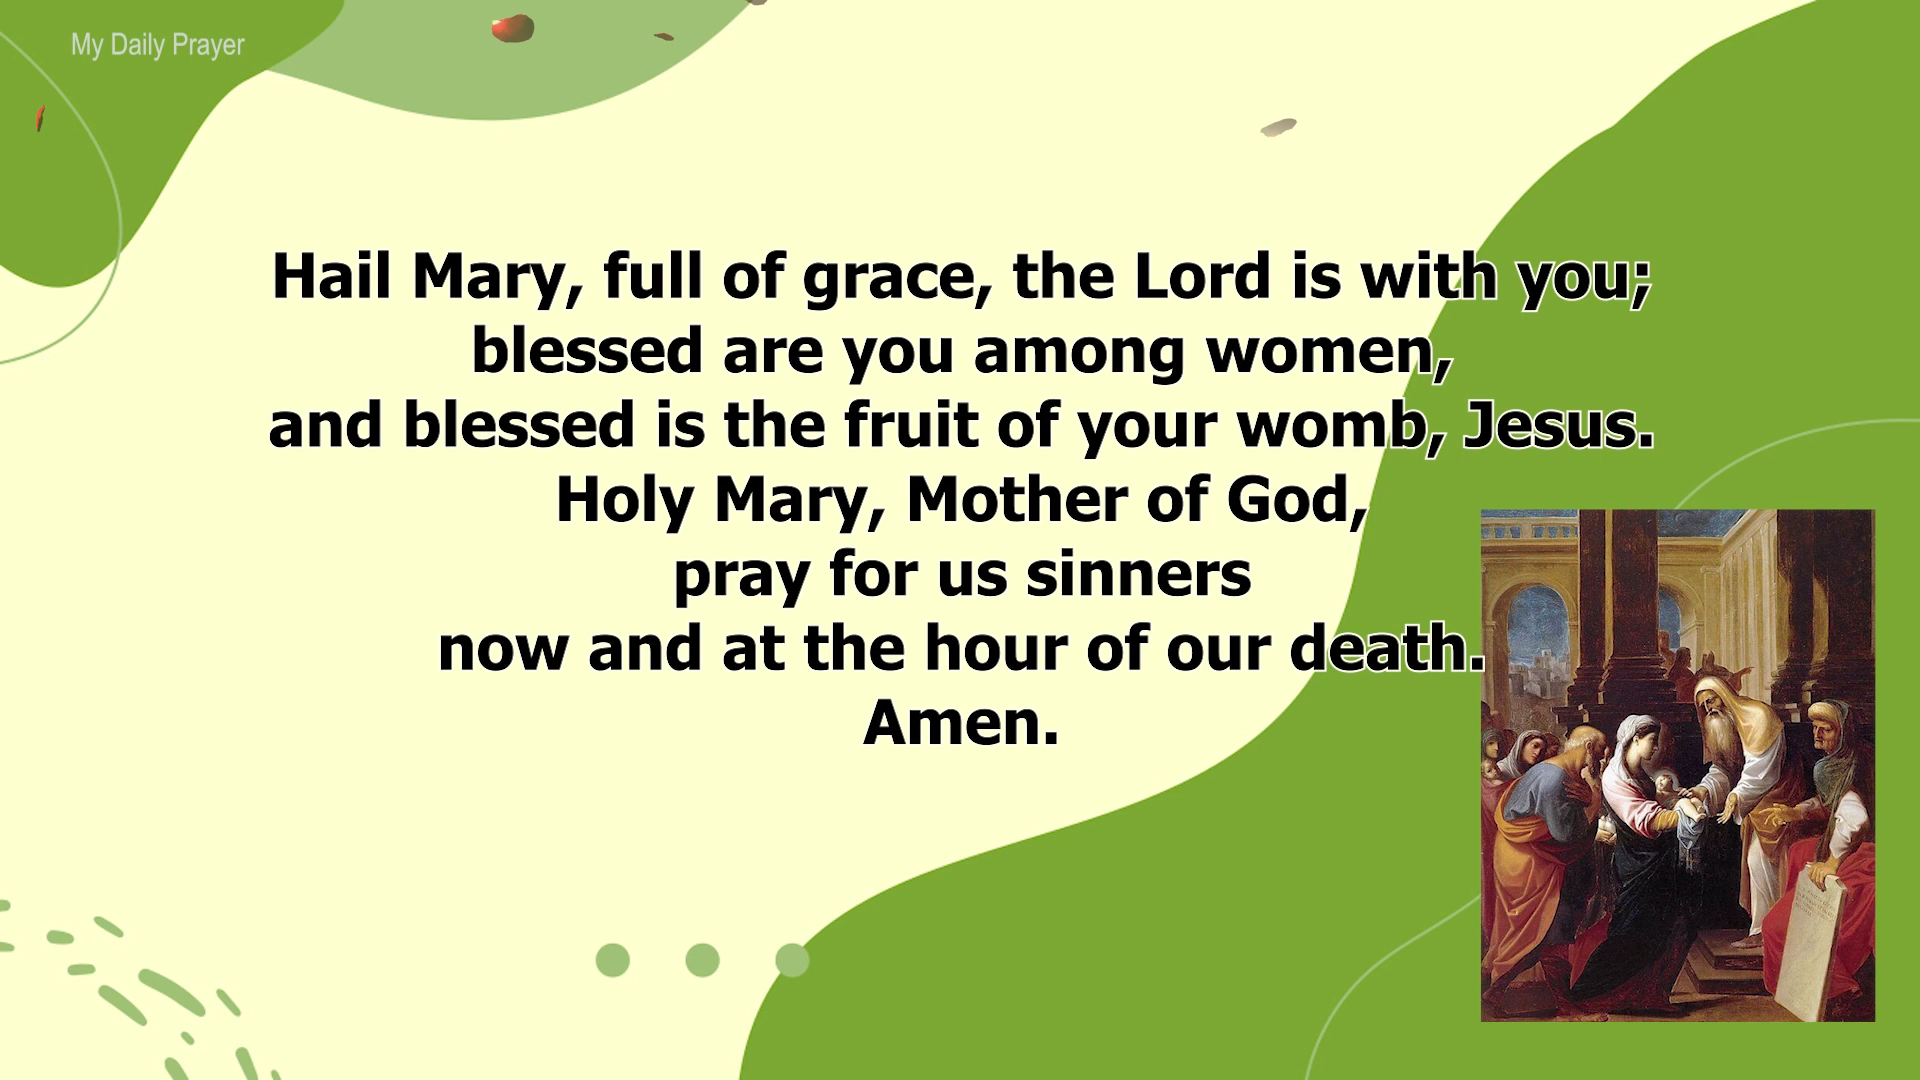 My Daily Prayer
Hail Mary, full of grace, the Lord is with you;
blessed are you among women,
and blessed is the fruit of your womb, Jesus.
Holy Mary, Mother of God,
pray for us sinners
now and at the hour of our death.
Amen.